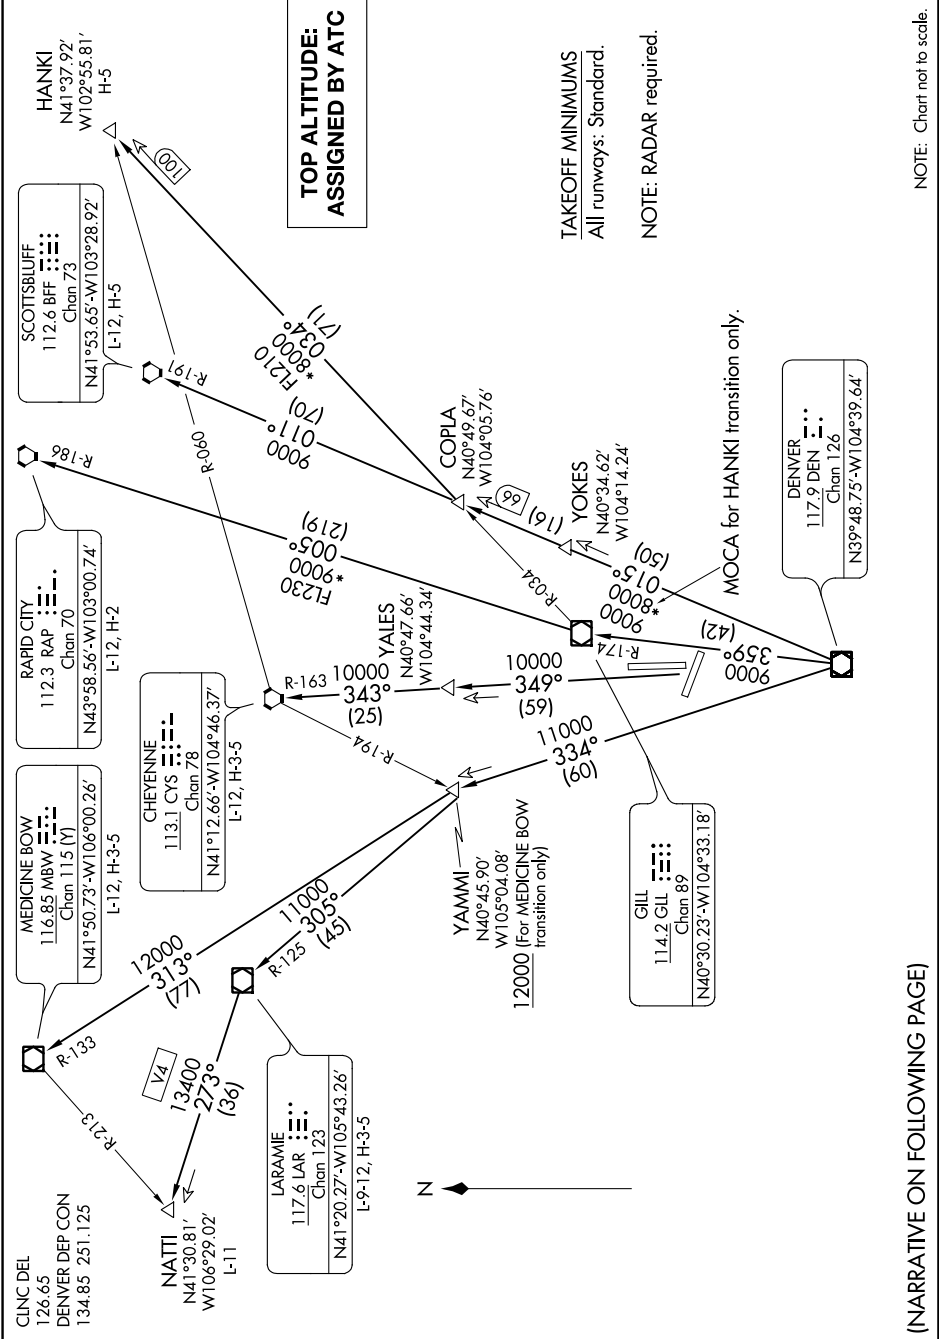 CLNC DEL
126.65
DENVER DEP CON
134.85 251.125
NATTI
N41°30.81'
W106°29.02'
L-11
R-213
R-133
MEDICINE BOW
116.85 MBW
Chan 115 (Y)
N41°50.73'-W106°00.26'
L-12, H-3-5
V4
13400
273°
(36)
LARAMIE
117.6 LAR
Chan 123
N41°20.27'-W105°43.26'
L-9-12, H-3-5
12000
313°
(77)
11000
305°
(45)
R-125
N
YAMMI
N40°45.90'
W105°04.08'
12000 (For MEDICINE BOW
transition only)
CHEYENNE
113.1 CYS
Chan 78
N41°12.66'-W104°46.37'
L-12, H-3-5
R-194
R-163
10000
343°
(25)
YALES
N40°47.66'
W104°44.34'
10000
349°
(59)
11000
334°
(60)
RAPID CITY
112.3 RAP
Chan 70
N43°58.56'-W103°00.74'
L-12, H-2
R-186
FL230
*9000
005°
(219)
R-060
SCOTTSBLUFF
112.6 BFF
Chan 73
N41°53.65'-W103°28.92'
L-12, H-5
R-191
9000
011°
(70)
HANKI
N41°37.92'
W102°55.81'
H-5
100
FL210
*8000
034°
(71)
TOP ALTITUDE:
ASSIGNED BY ATC
COPLA
N40°49.67'
W104°05.76'
66
(16)
R-034
YOKES
N40°34.62'
W104°14.24'
9000
*8000
015°
(50)
MOCA for HANKI transition only.
R-174
9000
359°
(42)
GILL
114.2 GLL
Chan 89
N40°30.23'-W104°33.18'
DENVER
117.9 DEN
Chan 126
N39°48.75'-W104°39.64'
TAKEOFF MINIMUMS
All runways: Standard.
NOTE: RADAR required.
(NARRATIVE ON FOLLOWING PAGE)
NOTE: Chart not to scale.